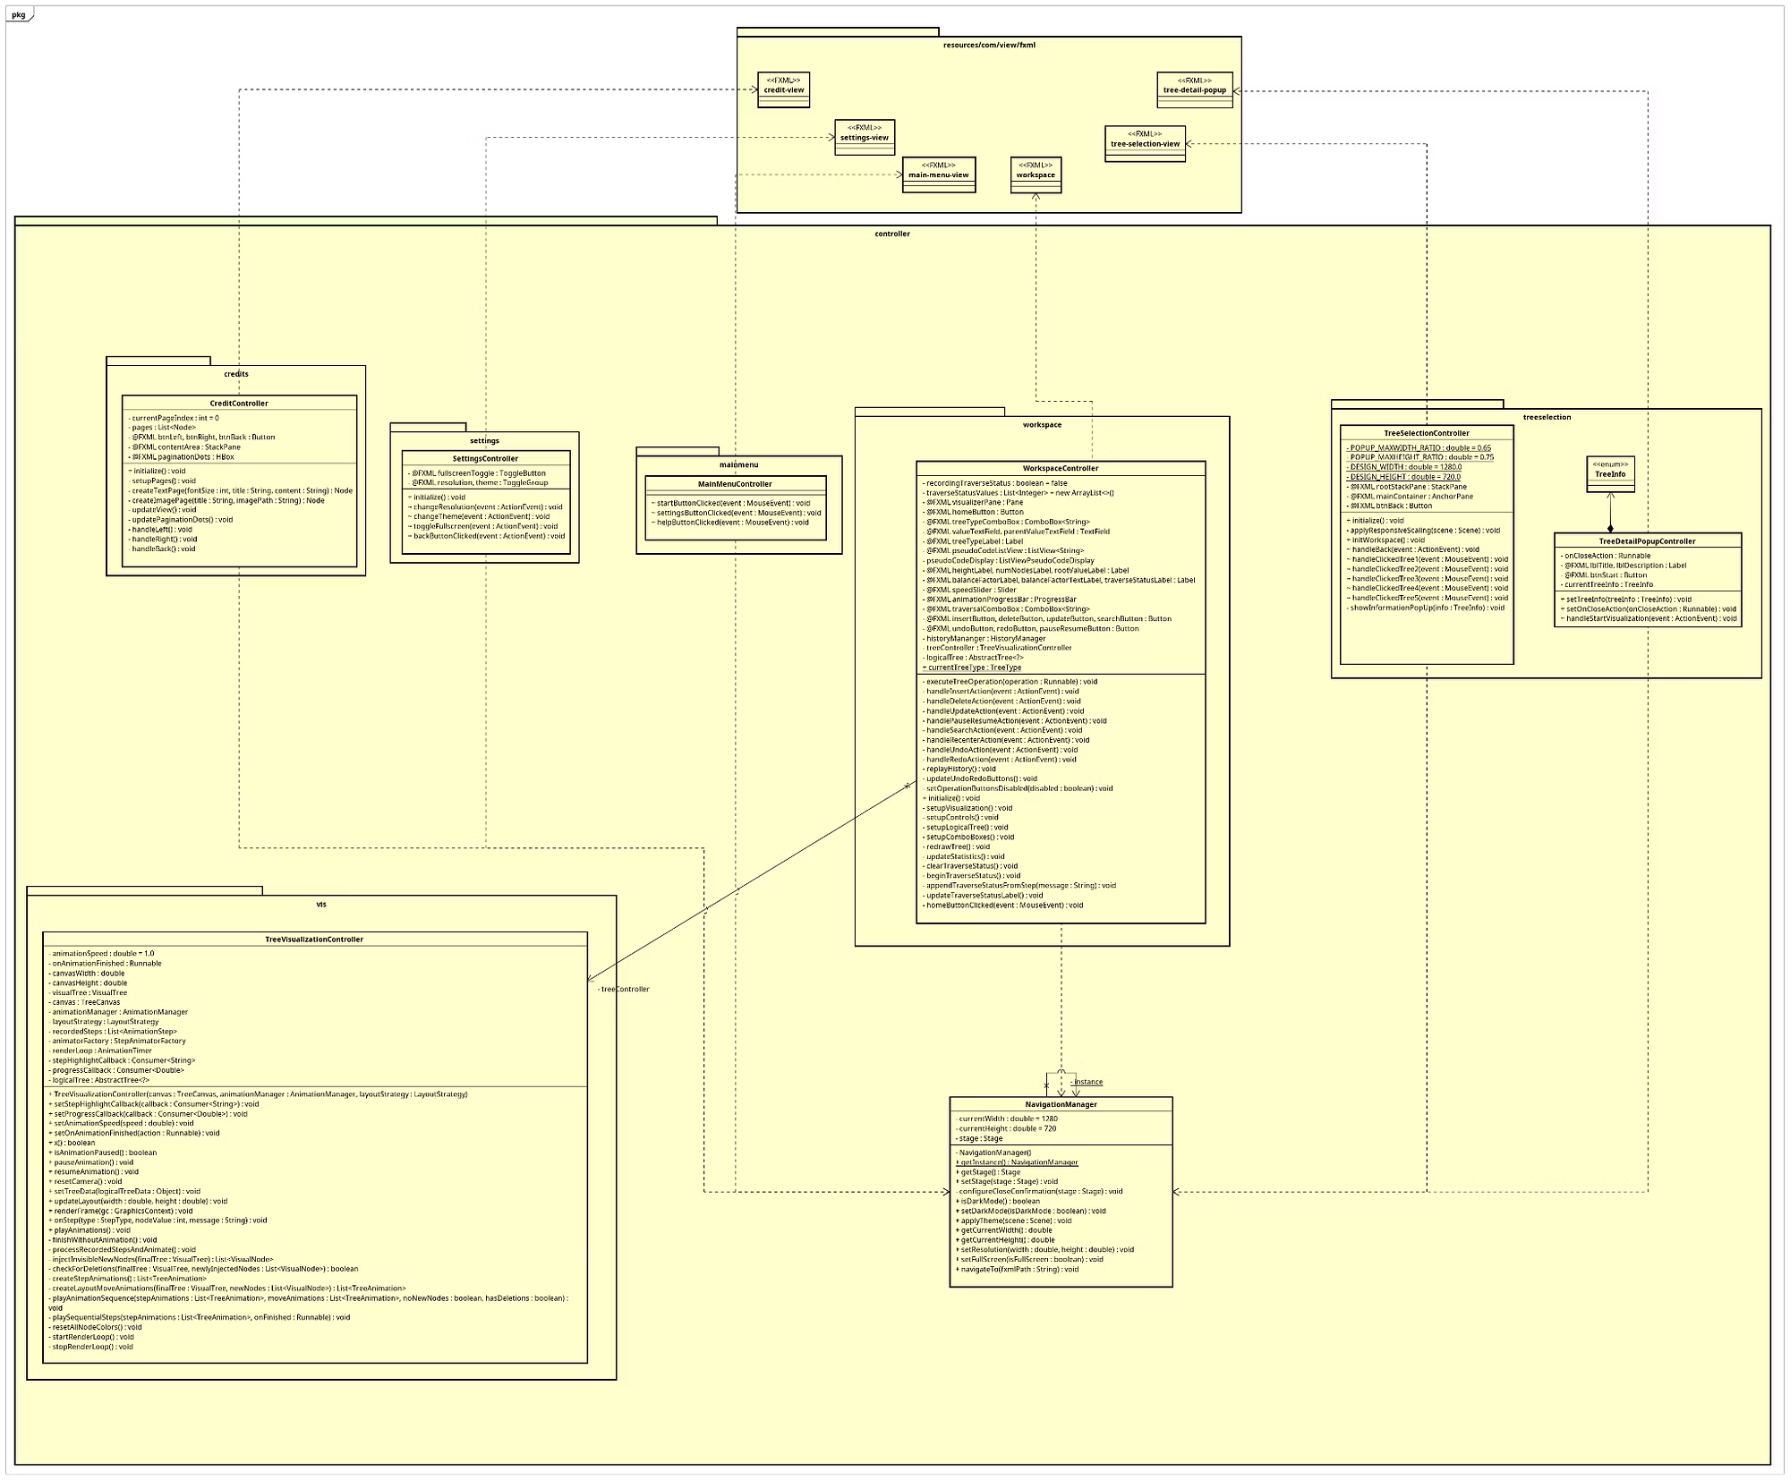 pkg
resources/com/view/fxml
<<FXML>>
credit-view
<<FXML>>
tree-detail-popup
<<FXML>>
settings-view
<<FXML>>
tree-selection-view
<<FXML>>
main-menu-view
<<FXML>>
workspace
controller
credits
CreditController
- currentPageIndex : int = 0
- pages : List<Node>
- @FXML btnLeft, btnRight, btnBack : Button
- @FXML contentArea : StackPane
- @FXML paginationDots : HBox
+ initialize() : void
- setupPages() : void
- createTextPage(fontSize : int, title : String, content : String) : Node
- createImagePage(title : String, imagePath : String) : Node
- updateView() : void
- updatePaginationDots() : void
- handleLeft() : void
- handleRight() : void
- handleBack() : void
settings
SettingsController
- @FXML fullscreenToggle : ToggleButton
- @FXML resolution, theme : ToggleGroup
+ initialize() : void
~ changeResolution(event : ActionEvent) : void
~ changeTheme(event : ActionEvent) : void
~ toggleFullscreen(event : ActionEvent) : void
~ backButtonClicked(event : ActionEvent) : void
mainmenu
MainMenuController
~ startButtonClicked(event : MouseEvent) : void
~ settingsButtonClicked(event : MouseEvent) : void
~ helpButtonClicked(event : MouseEvent) : void
workspace
WorkspaceController
- recordingTraverseStatus : boolean = false
- traverseStatusValues : List<Integer> = new ArrayList<>()
- @FXML visualizerPane : Pane
- @FXML homeButton : Button
- @FXML treeTypeComboBox : ComboBox<String>
- @FXML valueTextField, parentValueTextField : TextField
- @FXML treeTypeLabel : Label
- @FXML pseudoCodeListView : ListView<String>
- pseudoCodeDisplay : ListViewPseudoCodeDisplay
- @FXML heightLabel, numNodesLabel, rootValueLabel : Label
- @FXML balanceFactorLabel, balanceFactorTextLabel, traverseStatusLabel : Label
- @FXML speedSlider : Slider
- @FXML animationProgressBar : ProgressBar
- @FXML traversalComboBox : ComboBox<String>
- @FXML insertButton, deleteButton, updateButton, searchButton : Button
- @FXML undoButton, redoButton, pauseResumeButton : Button
- historyMananger : HistoryManager
- treeController : TreeVisualizationController
- logicalTree : AbstractTree<?>
+ currentTreeType : TreeType
- executeTreeOperation(operation : Runnable) : void
- handleInsertAction(event : ActionEvent) : void
- handleDeleteAction(event : ActionEvent) : void
- handleUpdateAction(event : ActionEvent) : void
- handlePauseResumeAction(event : ActionEvent) : void
- handleSearchAction(event : ActionEvent) : void
- handleRecenterAction(event : ActionEvent) : void
- handleUndoAction(event : ActionEvent) : void
- handleRedoAction(event : ActionEvent) : void
- replayHistory() : void
- updateUndoRedoButtons() : void
- setOperationButtonsDisabled(disabled : boolean) : void
+ initialize() : void
- setupVisualization() : void
- setupControls() : void
- setupLogicalTree() : void
- setupComboBoxes() : void
- redrawTree() : void
- updateStatistics() : void
- clearTraverseStatus() : void
- beginTraverseStatus() : void
- appendTraverseStatusFromStep(message : String) : void
- updateTraverseStatusLabel() : void
- homeButtonClicked(event : MouseEvent) : void
treeselection
TreeSelectionController
- POPUP_MAXWIDTH_RATIO : double = 0.65
- POPUP_MAXHEIGHT_RATIO : double = 0.75
- DESIGN_WIDTH : double = 1280.0
- DESIGN_HEIGHT : double = 720.0
- @FXML rootStackPane : StackPane
- @FXML mainContainer : AnchorPane
- @FXML btnBack : Button
+ initialize() : void
- applyResponsiveScaling(scene : Scene) : void
+ initWorkspace() : void
~ handleBack(event : ActionEvent) : void
~ handleClickedTree1(event : MouseEvent) : void
~ handleClickedTree2(event : MouseEvent) : void
~ handleClickedTree3(event : MouseEvent) : void
~ handleClickedTree4(event : MouseEvent) : void
~ handleClickedTree5(event : MouseEvent) : void
- showInformationPopUp(info : TreeInfo) : void
<<enum>>
TreeInfo
TreeDetailPopupController
- onCloseAction : Runnable
- @FXML lblTitle, lblDescription : Label
- @FXML btnStart : Button
- currentTreeInfo : TreeInfo
+ setTreeInfo(treeInfo : TreeInfo) : void
+ setOnCloseAction(onCloseAction : Runnable) : void
~ handleStartVisualization(event : ActionEvent) : void
vis
TreeVisualizationController
- animationSpeed : double = 1.0
- onAnimationFinished : Runnable
- canvasWidth : double
- canvasHeight : double
- visualTree : VisualTree
- canvas : TreeCanvas
- animationManager : AnimationManager
- layoutStrategy : LayoutStrategy
- recordedSteps : List<AnimationStep>
- animatorFactory : StepAnimatorFactory
- renderLoop : AnimationTimer
- stepHighlightCallback : Consumer<String>
- progressCallback : Consumer<Double>
- logicalTree : AbstractTree<?>
+ TreeVisualizationController(canvas : TreeCanvas, animationManager : AnimationManager, layoutStrategy : LayoutStrategy)
+ setStepHighlightCallback(callback : Consumer<String>) : void
+ setProgressCallback(callback : Consumer<Double>) : void
+ setAnimationSpeed(speed : double) : void
+ setOnAnimationFinished(action : Runnable) : void
+ x() : boolean
+ isAnimationPaused() : boolean
+ pauseAnimation() : void
+ resumeAnimation() : void
+ resetCamera() : void
+ setTreeData(logicalTreeData : Object) : void
+ updateLayout(width : double, height : double) : void
+ renderFrame(gc : GraphicsContext) : void
+ onStep(type : StepType, nodeValue : int, message : String) : void
+ playAnimations() : void
- finishWithoutAnimation() : void
- processRecordedStepsAndAnimate() : void
- injectInvisibleNewNodes(finalTree : VisualTree) : List<VisualNode>
- checkForDeletions(finalTree : VisualTree, newlyInjectedNodes : List<VisualNode>) : boolean
- createStepAnimations() : List<TreeAnimation>
- createLayoutMoveAnimations(finalTree : VisualTree, newNodes : List<VisualNode>) : List<TreeAnimation>
- playAnimationSequence(stepAnimations : List<TreeAnimation>, moveAnimations : List<TreeAnimation>, noNewNodes : boolean, hasDeletions : boolean) :
void
- playSequentialSteps(stepAnimations : List<TreeAnimation>, onFinished : Runnable) : void
- resetAllNodeColors() : void
- startRenderLoop() : void
- stopRenderLoop() : void
- treeController
- instance
NavigationManager
- currentWidth : double = 1280
- currentHeight : double = 720
- stage : Stage
- NavigationManager()
+ getInstance() : NavigationManager
+ getStage() : Stage
+ setStage(stage : Stage) : void
- configureCloseConfirmation(stage : Stage) : void
+ isDarkMode() : boolean
+ setDarkMode(isDarkMode : boolean) : void
+ applyTheme(scene : Scene) : void
+ getCurrentWidth() : double
+ getCurrentHeight() : double
+ setResolution(width : double, height : double) : void
+ setFullScreen(isFullScreen : boolean) : void
+ navigateTo(fxmlPath : String) : void